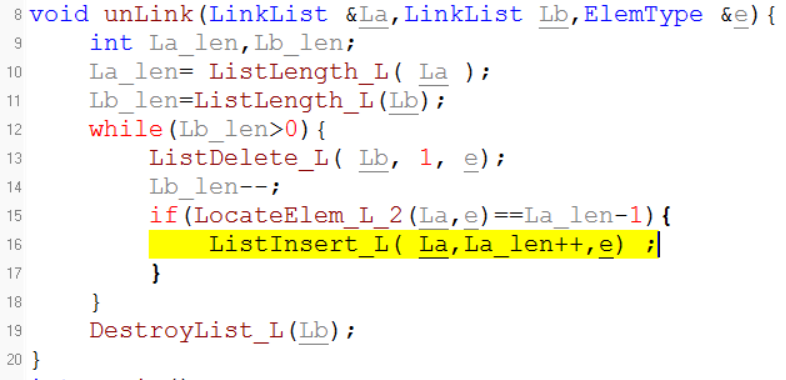 8 void unLink(LinkList &La,LinkList Lb,ElemType &e){
9 int La_len,Lb_len;
10 La_len= ListLength_L( La );
11 Lb_len=ListLength_L(Lb);
12 while(Lb_len>0){
13 ListDelete_L( Lb, 1, e);
14 Lb_len--;
15 if(LocateElem_L_2(La,e)==La_len-1){
16 ListInsert_L( La,La_len++,e) ;
17 }
18 }
19 DestroyList_L(Lb);
20 }